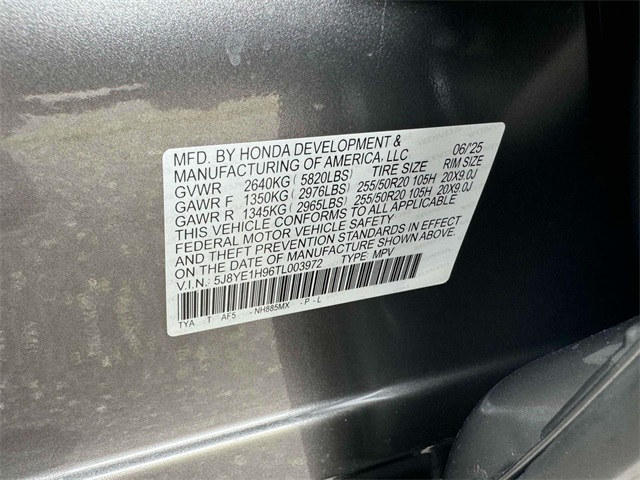 MFD. BY HONDA DEVELOPMENT & 06/'25
MANUFACTURING OF AMERICA, LLC
TIRE SIZE RIM SIZE
GVWR 2640KG ( 5820LBS)
GAWR F 1350KG ( 2976LBS) 255/50R20 105H 20X9.0J
GAWR R 1345KG ( 2965LBS) 255/50R20 105H 20X9.0J
THIS VEHICLE CONFORMS TO ALL APPLICABLE
FEDERAL MOTOR VEHICLE SAFETY
AND THEFT PREVENTION STANDARDS IN EFFECT
ON THE DATE OF MANUFACTURE SHOWN ABOVE.
V.I.N.: 5J8YE1H96TL003972 TYPE: MPV
TYA T AF5 - NH885MX - P - L